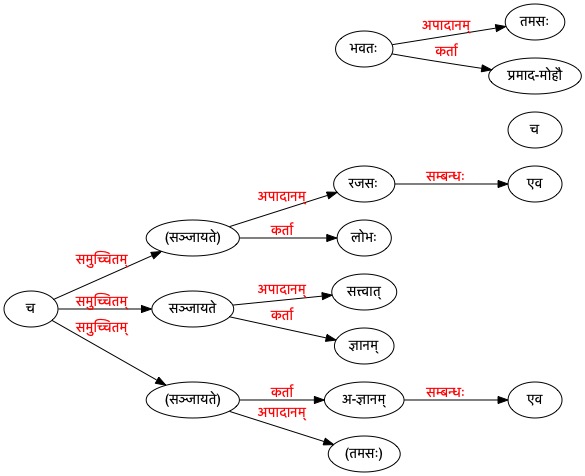 अपादानम्
तमसः
भवतः
कर्ता
प्रमाद-मोहौ
च
रजसः
सम्बन्धः
एव
अपादानम्
(सञ्जायते)
कर्ता
लोभः
समुच्चितम्
सत्त्वात्
अपादानम्
च
समुच्चितम्
सञ्जायते
कर्ता
समुच्चितम्
ज्ञानम्
(सञ्जायते)
कर्ता
अ-ज्ञानम्
सम्बन्धः
एव
अपादानम्
(तमसः)